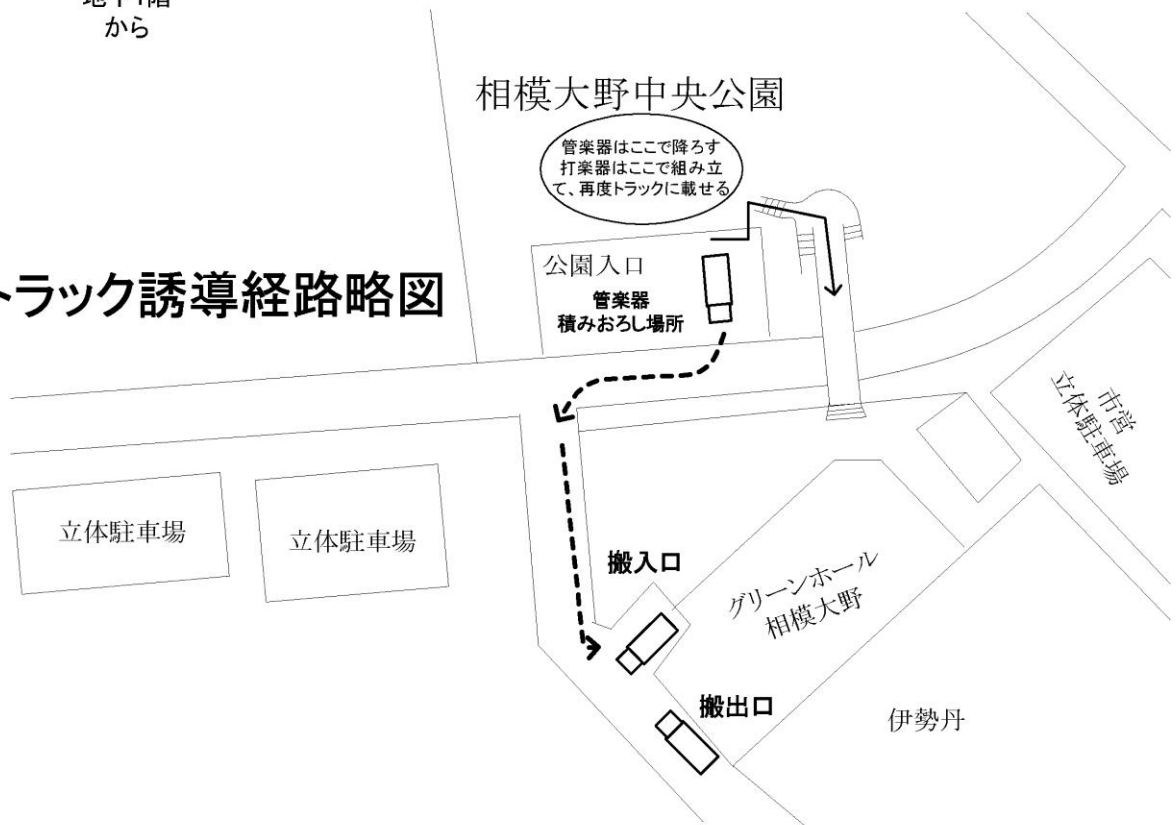 から
相模大野中央公園
管楽器はここで降ろす
打楽器はここで組み立
て、再度トラックに載せる
トラック誘導経路略図
公園入口
管楽器
積みおろし場所
市営
立体駐車場
立体駐車場
立体駐車場
搬入口
グリーンホール
相模大野
搬出口
伊勢丹